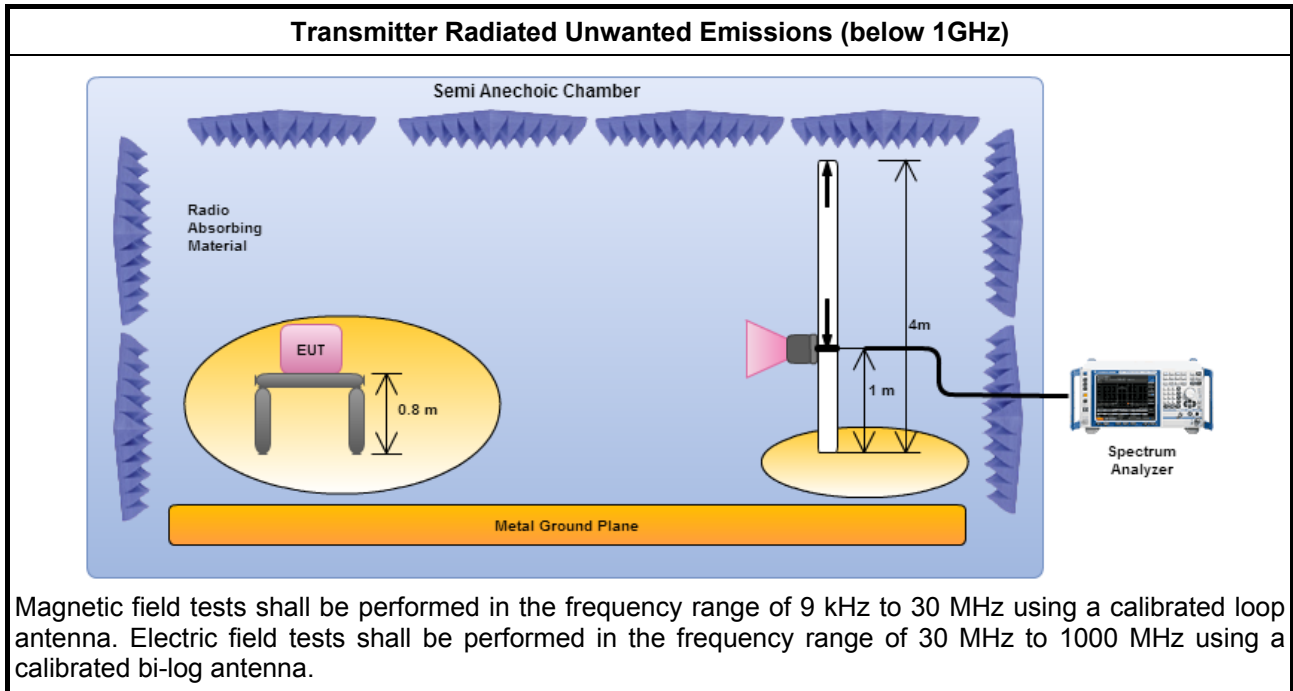 Transmitter Radiated Unwanted Emissions (below 1GHz)
Semi Anechoic Chamber
Radio
Absorbing
Material
EUT
0.8 m
4m
1 m
Spectrum
Analyzer
Metal Ground Plane
Magnetic field tests shall be performed in the frequency range of 9 kHz to 30 MHz using a calibrated loop
antenna. Electric field tests shall be performed in the frequency range of 30 MHz to 1000 MHz using a
calibrated bi-log antenna.